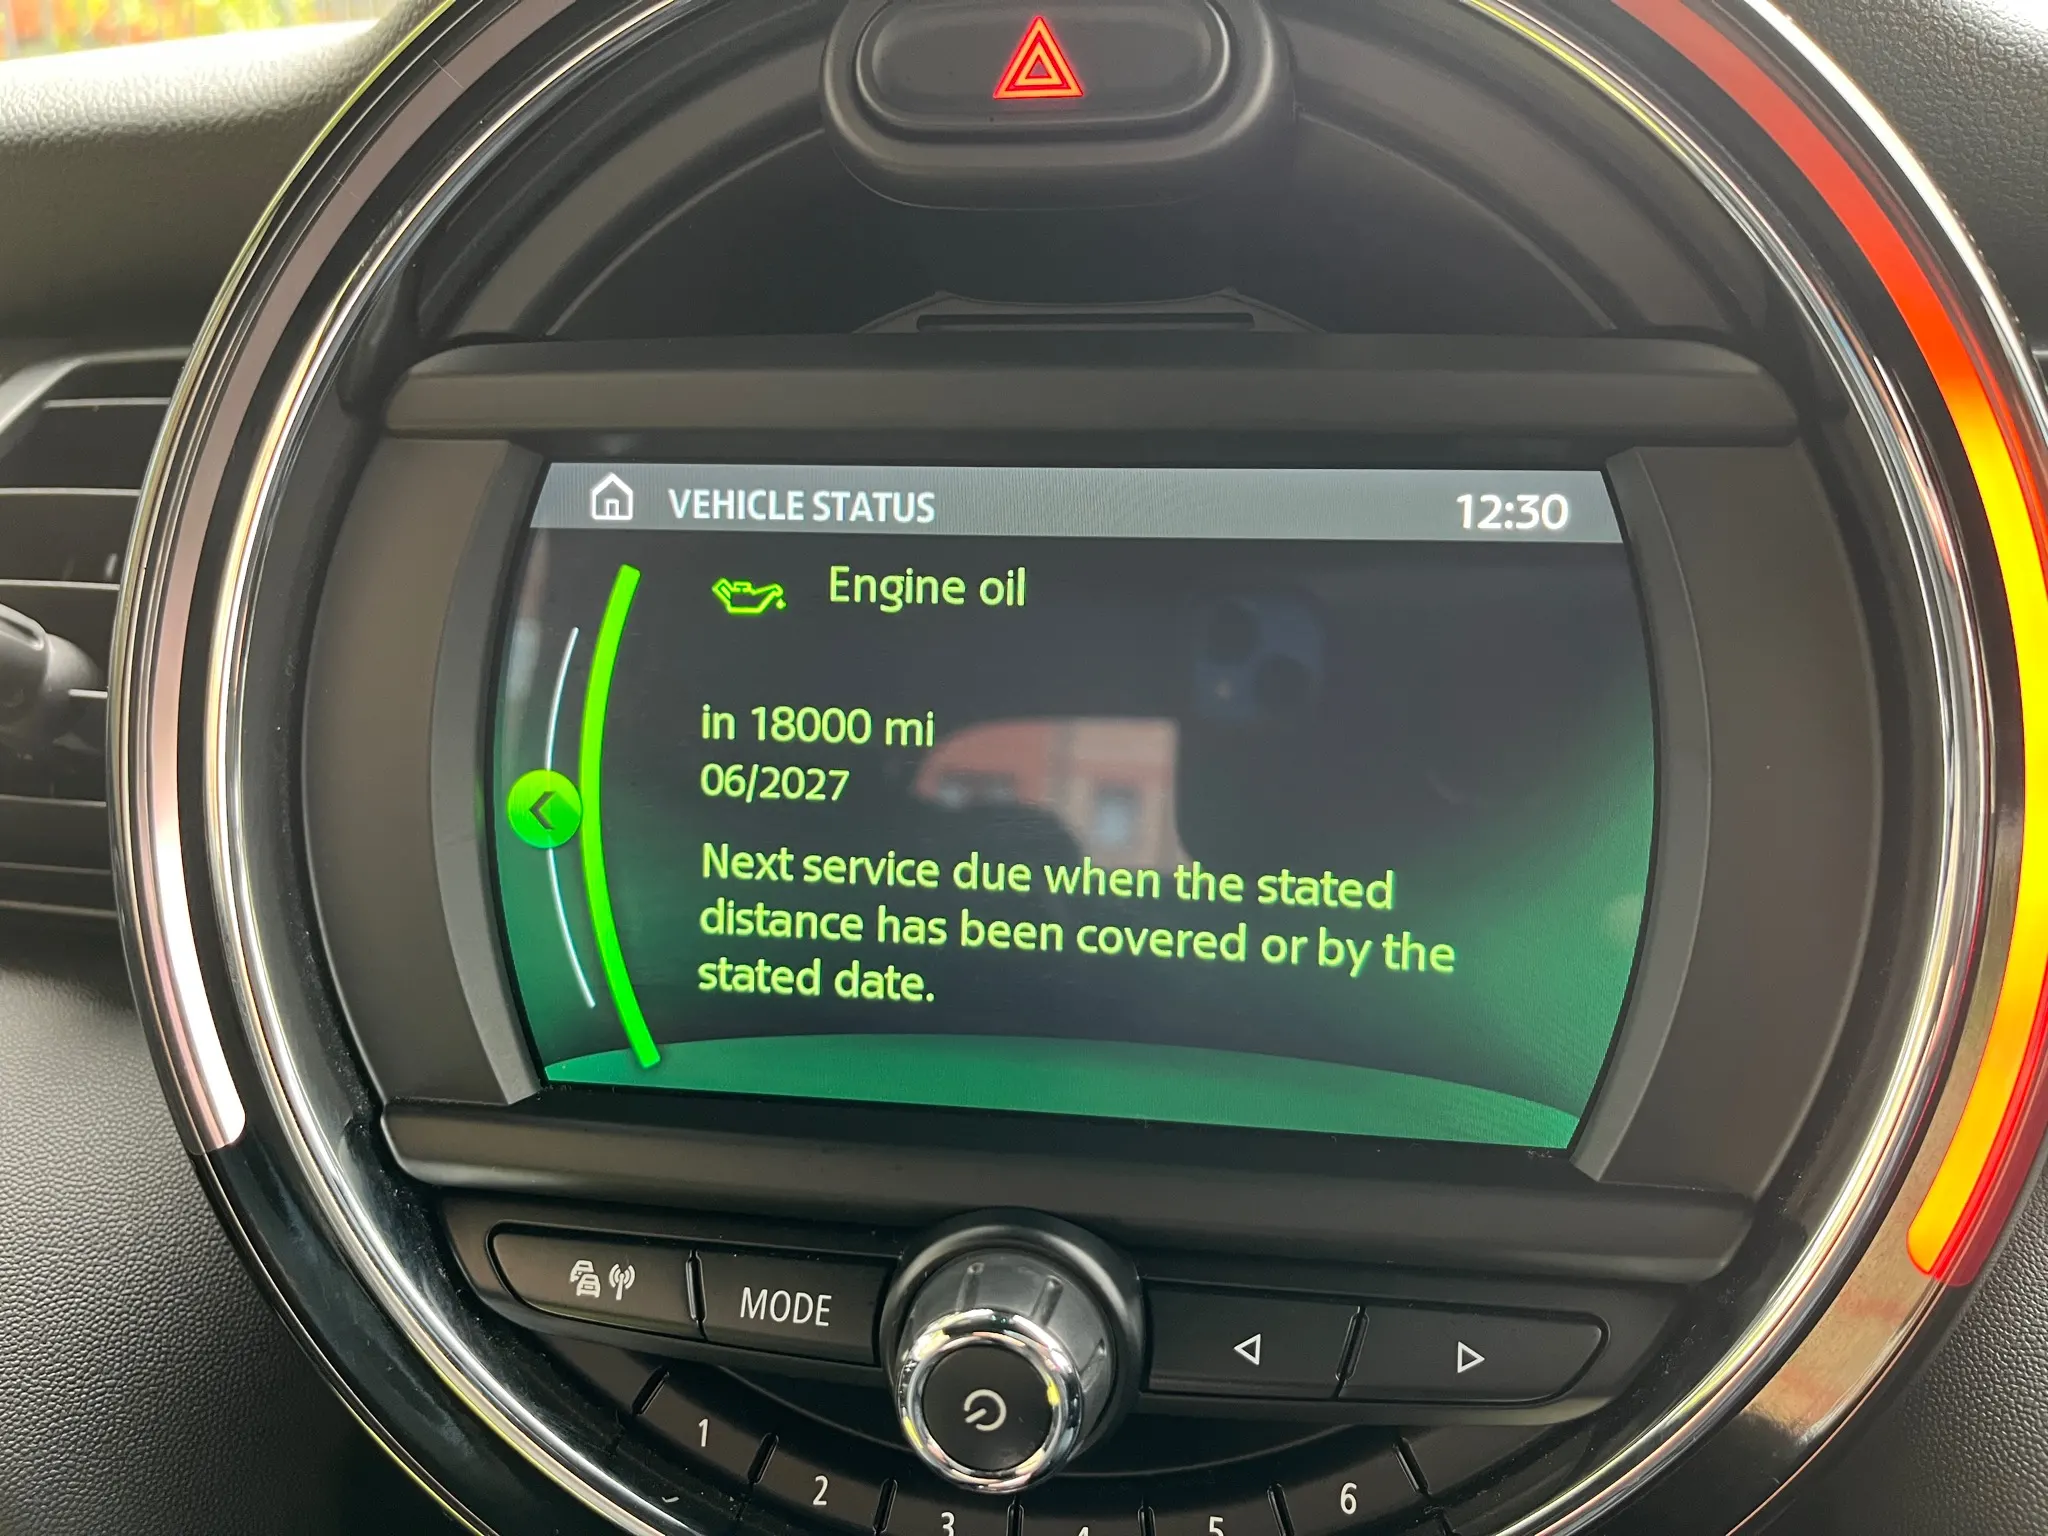 VEHICLE STATUS 12:30
Engine oil
in 18000 mi
06/2027
Next service due when the stated
distance has been covered or by the
stated date.
MODE
1
2
3
4
5
6